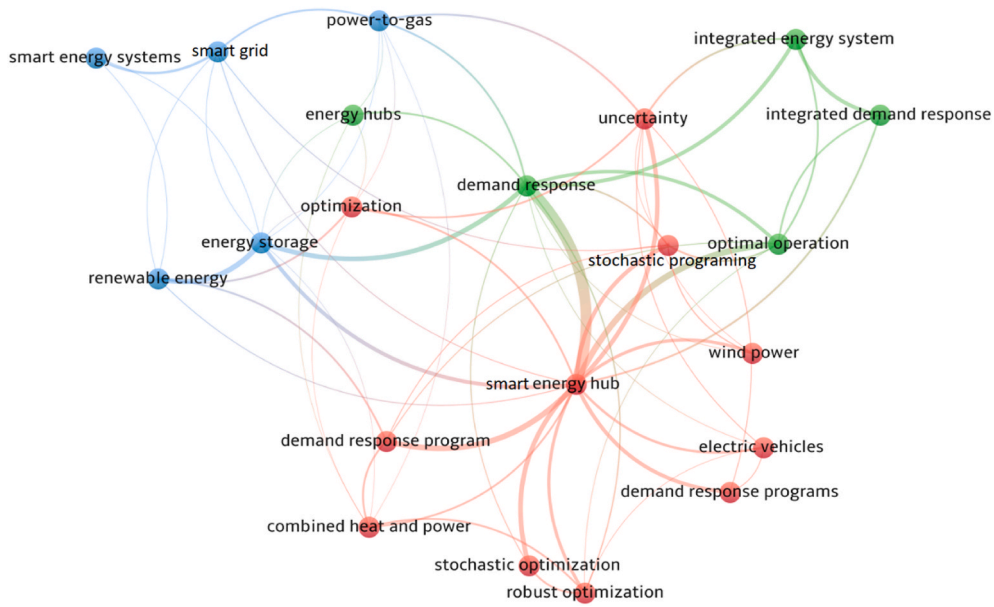 power-to-gas
smart energy systems
smart grid
integrated energy system
energy hubs
uncertainty
integrated demand response
demand response
optimization
energy storage
stochastic programing
optimal operation
renewable energy
wind power
smart energy hub
demand response program
electric vehicles
demand response programs
combined heat and power
stochastic optimization
robust optimization